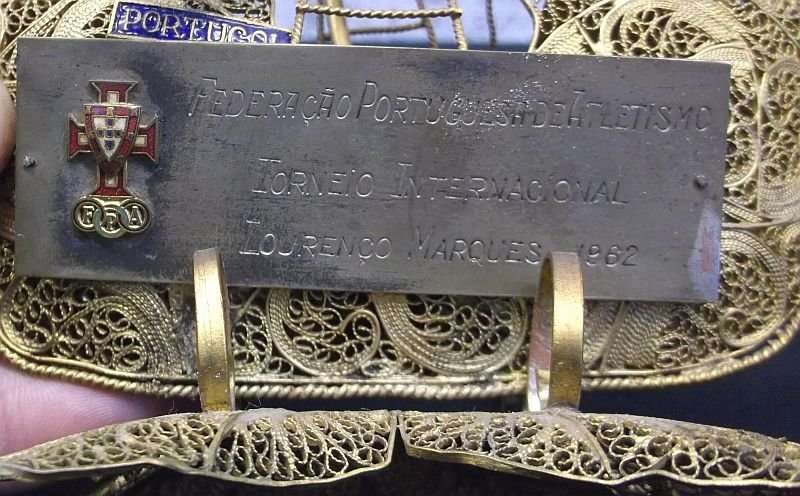 PORTUGAL
FEDERAÇÃO PORTUGUESA DE ATLETISMO
TORNEIO INTERNACIONAL
LOURENÇO MARQUES 1962
FPA